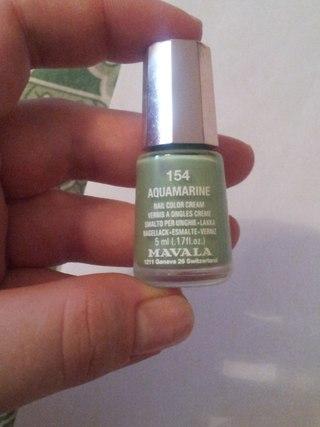 154
AQUAMARINE
NAIL COLOR CREAM
VERNIS A ONGLES CREME
SMALTO PER UNGHIE-LAKKA
NAGELLACK-ESMALTE-VERNIZ
5 ml (.17fl.oz.)
MAVALA
1211 Geneva 26 Switzerland